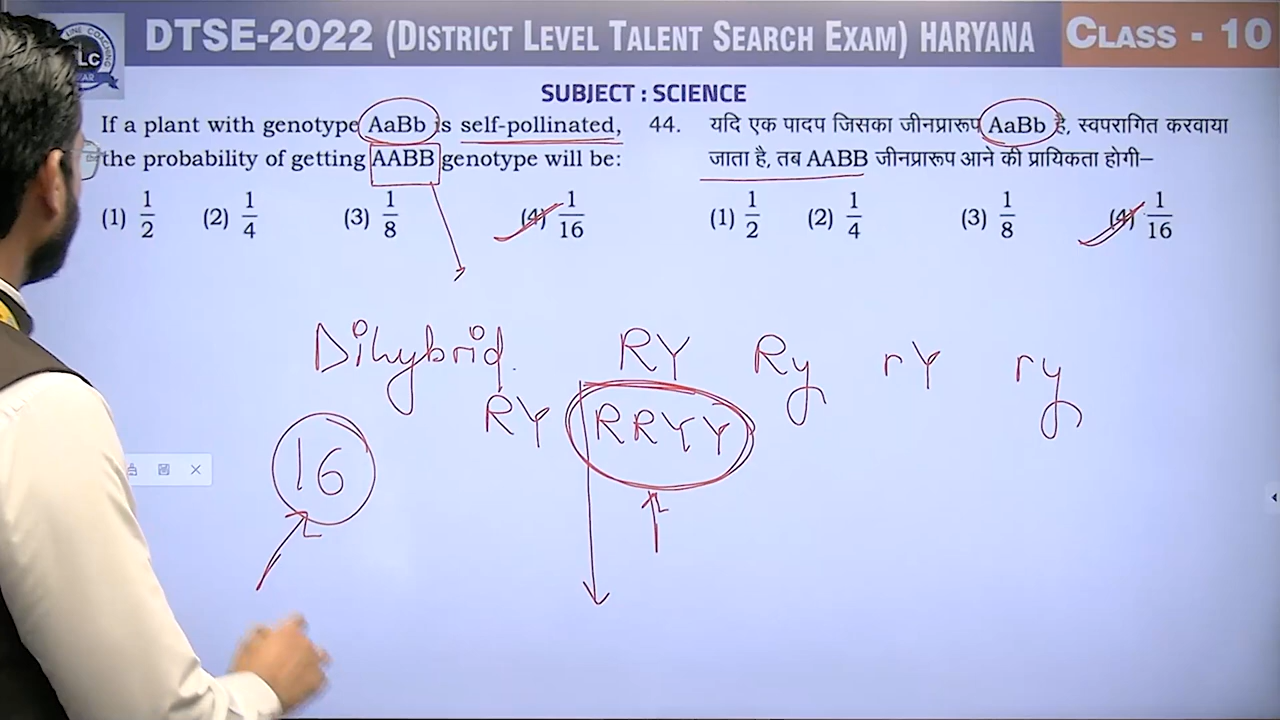 DTSE-2022 (DISTRICT LEVEL TALENT SEARCH EXAM) HARYANA
CLASS - 10
LINE COACHING
LC
SUBJECT : SCIENCE
If a plant with genotype AaBb is self-pollinated,
the probability of getting AABB genotype will be:
(1) 1/2 (2) 1/4 (3) 1/8 (4) 1/16
44. यदि एक पादप जिसका जीनप्रारूप AaBb है, स्वपरागित करवाया
जाता है, तब AABB जीनप्रारूप आने की प्रायिकता होगी–
(1) 1/2 (2) 1/4 (3) 1/8 (4) 1/16
Dihybrid RY Ry rY ry
RY RRYY
16